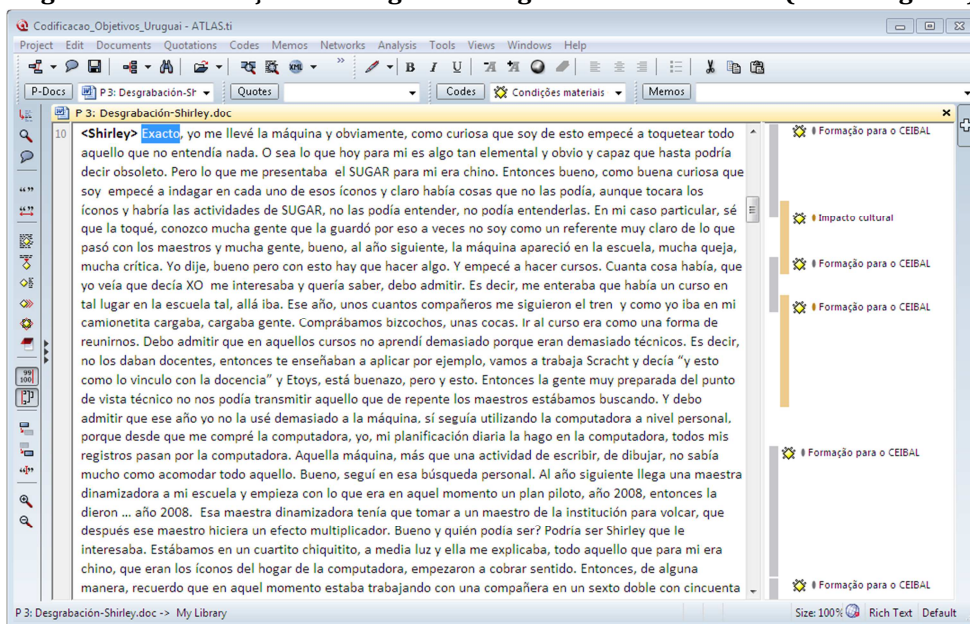 Codificacao_Objetivos_Uruguai - ATLAS.ti
Project Edit Documents Quotations Codes Memos Networks Analysis Tools Views Windows Help
P-Docs P 3: Desgrabación-Sh Quotes Codes Condições materiais Memos
P 3: Desgrabación-Shirley.doc
10 <Shirley> Exacto, yo me llevé la máquina y obviamente, como curiosa que soy de esto empecé a toquetear todo
aquello que no entendía nada. O sea lo que hoy para mi es algo tan elemental y obvio y capaz que hasta podría
decir obsoleto. Pero lo que me presentaba el SUGAR para mi era chino. Entonces bueno, como buena curiosa que
soy empecé a indagar en cada uno de esos íconos y claro había cosas que no las podía, aunque tocara los
íconos y habría las actividades de SUGAR, no las podía entender, no podía entenderlas. En mi caso particular, sé
que la toqué, conozco mucha gente que la guardó por eso a veces no soy como un referente muy claro de lo que
pasó con los maestros y mucha gente, bueno, al año siguiente, la máquina apareció en la escuela, mucha queja,
mucha crítica. Yo dije, bueno pero con esto hay que hacer algo. Y empecé a hacer cursos. Cuanta cosa había, que
yo veía que decía XO me interesaba y quería saber, debo admitir. Es decir, me enteraba que había un curso en
tal lugar en la escuela tal, allá iba. Ese año, unos cuantos compañeros me siguieron el tren y como yo iba en mi
camionetita cargaba, cargaba gente. Comprábamos bizcochos, unas cocas. Ir al curso era como una forma de
reunirnos. Debo admitir que en aquellos cursos no aprendí demasiado porque eran demasiado técnicos. Es decir,
no los daban docentes, entonces te enseñaban a aplicar por ejemplo, vamos a trabaja Scracht y decía “y esto
como lo vinculo con la docencia” y Etoys, está buenazo, pero y esto. Entonces la gente muy preparada del punto
de vista técnico no nos podía transmitir aquello que de repente los maestros estábamos buscando. Y debo
admitir que ese año yo no la usé demasiado a la máquina, sí seguía utilizando la computadora a nivel personal,
porque desde que me compré la computadora, yo, mi planificación diaria la hago en la computadora, todos mis
registros pasan por la computadora. Aquella máquina, más que una actividad de escribir, de dibujar, no sabía
mucho como acomodar todo aquello. Bueno, seguí en esa búsqueda personal. Al año siguiente llega una maestra
dinamizadora a mi escuela y empieza con lo que era en aquel momento un plan piloto, año 2008, entonces la
dieron ... año 2008. Esa maestra dinamizadora tenía que tomar a un maestro de la institución para volcar, que
después ese maestro hiciera un efecto multiplicador. Bueno y quién podía ser? Podría ser Shirley que le
interesaba. Estábamos en un cuartito chiquitito, a media luz y ella me explicaba, todo aquello que para mi era
chino, que eran los íconos del hogar de la computadora, empezaron a cobrar sentido. Entonces, de alguna
manera, recuerdo que en aquel momento estaba trabajando con una compañera en un sexto doble con cincuenta
Formação para o CEIBAL
Impacto cultural
Formação para o CEIBAL
Formação para o CEIBAL
Formação para o CEIBAL
Formação para o CEIBAL
P 3: Desgrabación-Shirley.doc -> My Library Size: 100% Rich Text Default